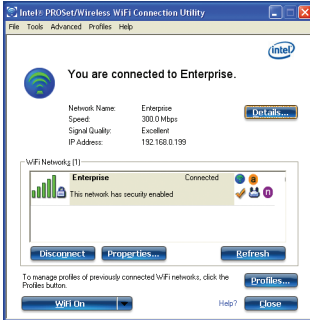 Intel® PROSet/Wireless WiFi Connection Utility
File Tools Advanced Profiles Help
intel
You are connected to Enterprise.
Network Name: Enterprise
Details...
Speed: 300.0 Mbps
Signal Quality: Excellent
IP Address: 192.168.0.199
WiFi Networks (1)
Enterprise Connected a
This network has security enabled n
Disconnect Properties... Refresh
To manage profiles of previously connected WiFi networks, click the
Profiles button.
Profiles...
WiFi On Help? Close